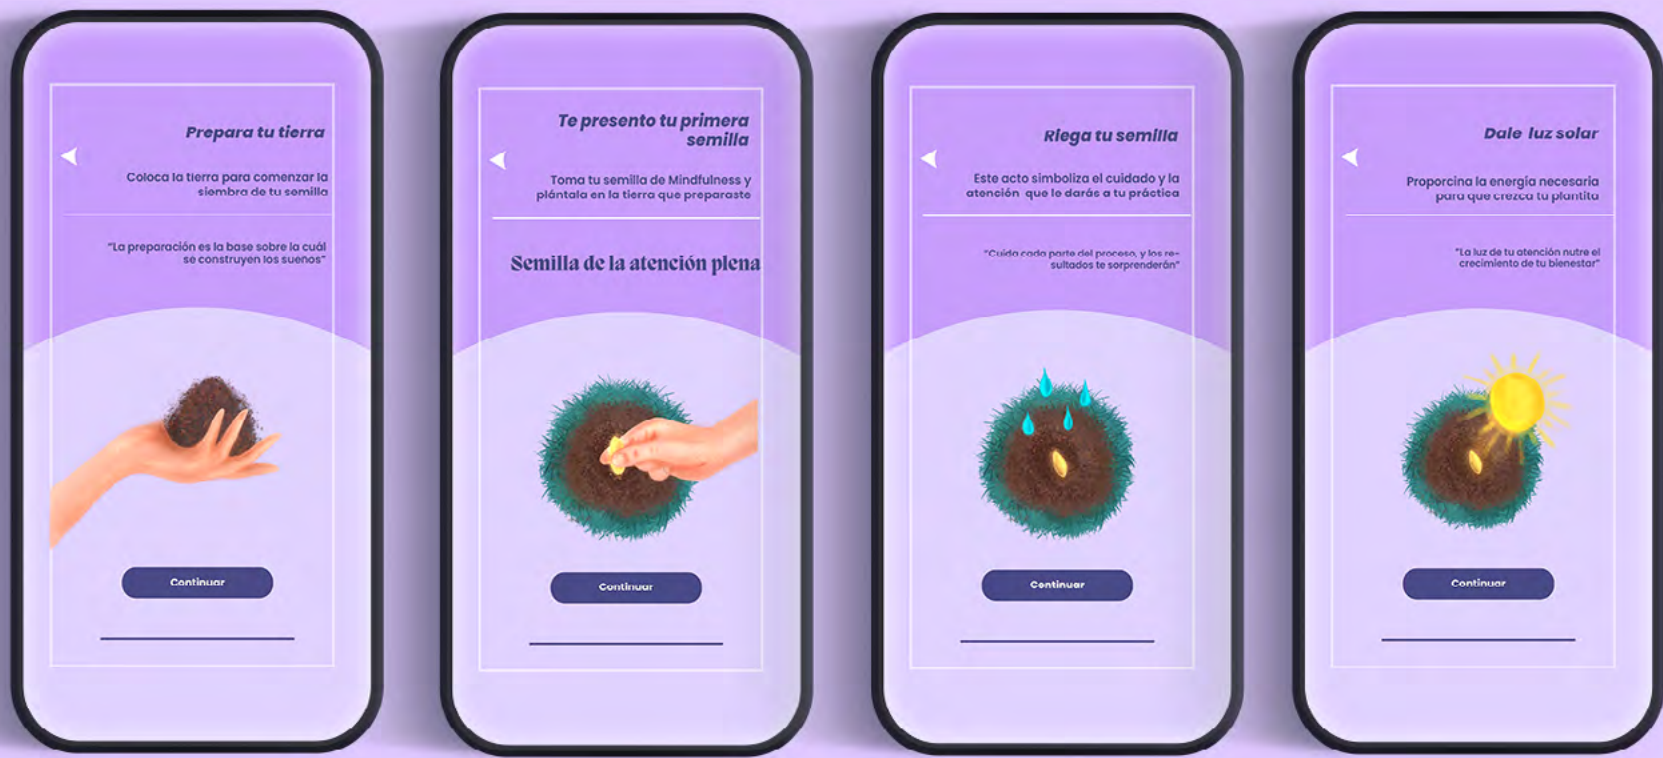 Prepara tu tierra
Coloca la tierra para comenzar la
siembra de tu semilla
"La preparación es la base sobre la cuál
se construyen los suenos"
Continuar
Te presento tu primera
semilla
Toma tu semilla de Mindfulness y
plántala en la tierra que preparaste
Semilla de la atención plena
Continuar
Riega tu semilla
Este acto simboliza el cuidado y la
atención que le darás a tu práctica
"Cuida cada parte del proceso, y los re-
sultados te sorprenderán"
Continuar
Dale luz solar
Proporcina la energía necesaria
para que crezca tu plantita
"La luz de tu atención nutre el
crecimiento de tu bienestar"
Continuar